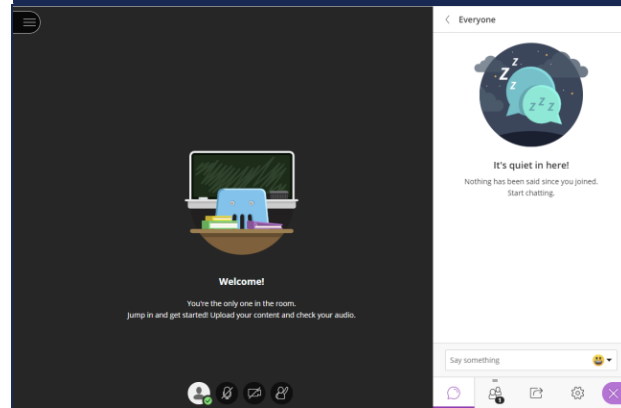 Everyone
z
z
z
z z z
It's quiet in here!
Nothing has been said since you joined.
Start chatting.
Welcome!
You're the only one in the room.
Jump in and get started! Upload your content and check your audio.
Say something
1